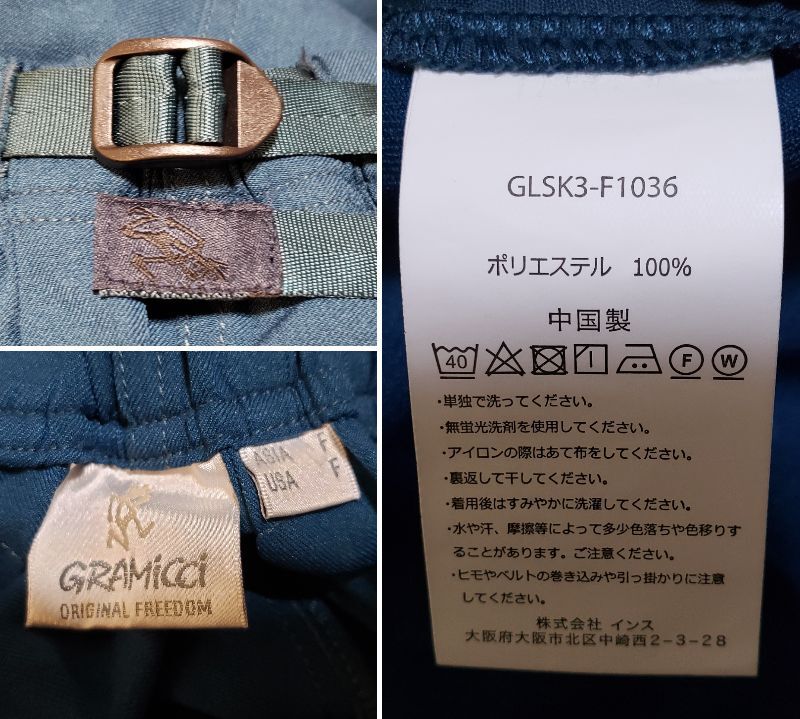 GRAMiCCi
ORIGINAL FREEDOM
ASIA F
USA F
GLSK3-F1036
ポリエステル 100%
中国製
40 F W
・単独で洗ってください。
・無蛍光洗剤を使用してください。
・アイロンの際はあて布をしてください。
・裏返して干してください。
・着用後はすみやかに洗濯してください。
・水や汗、摩擦等によって多少色落ちや色移りす
ることがあります。ご注意ください。
・ヒモやベルトの巻き込みや引っ掛かりに注意
してください。
株式会社 インス
大阪府大阪市北区中崎西2-3-28